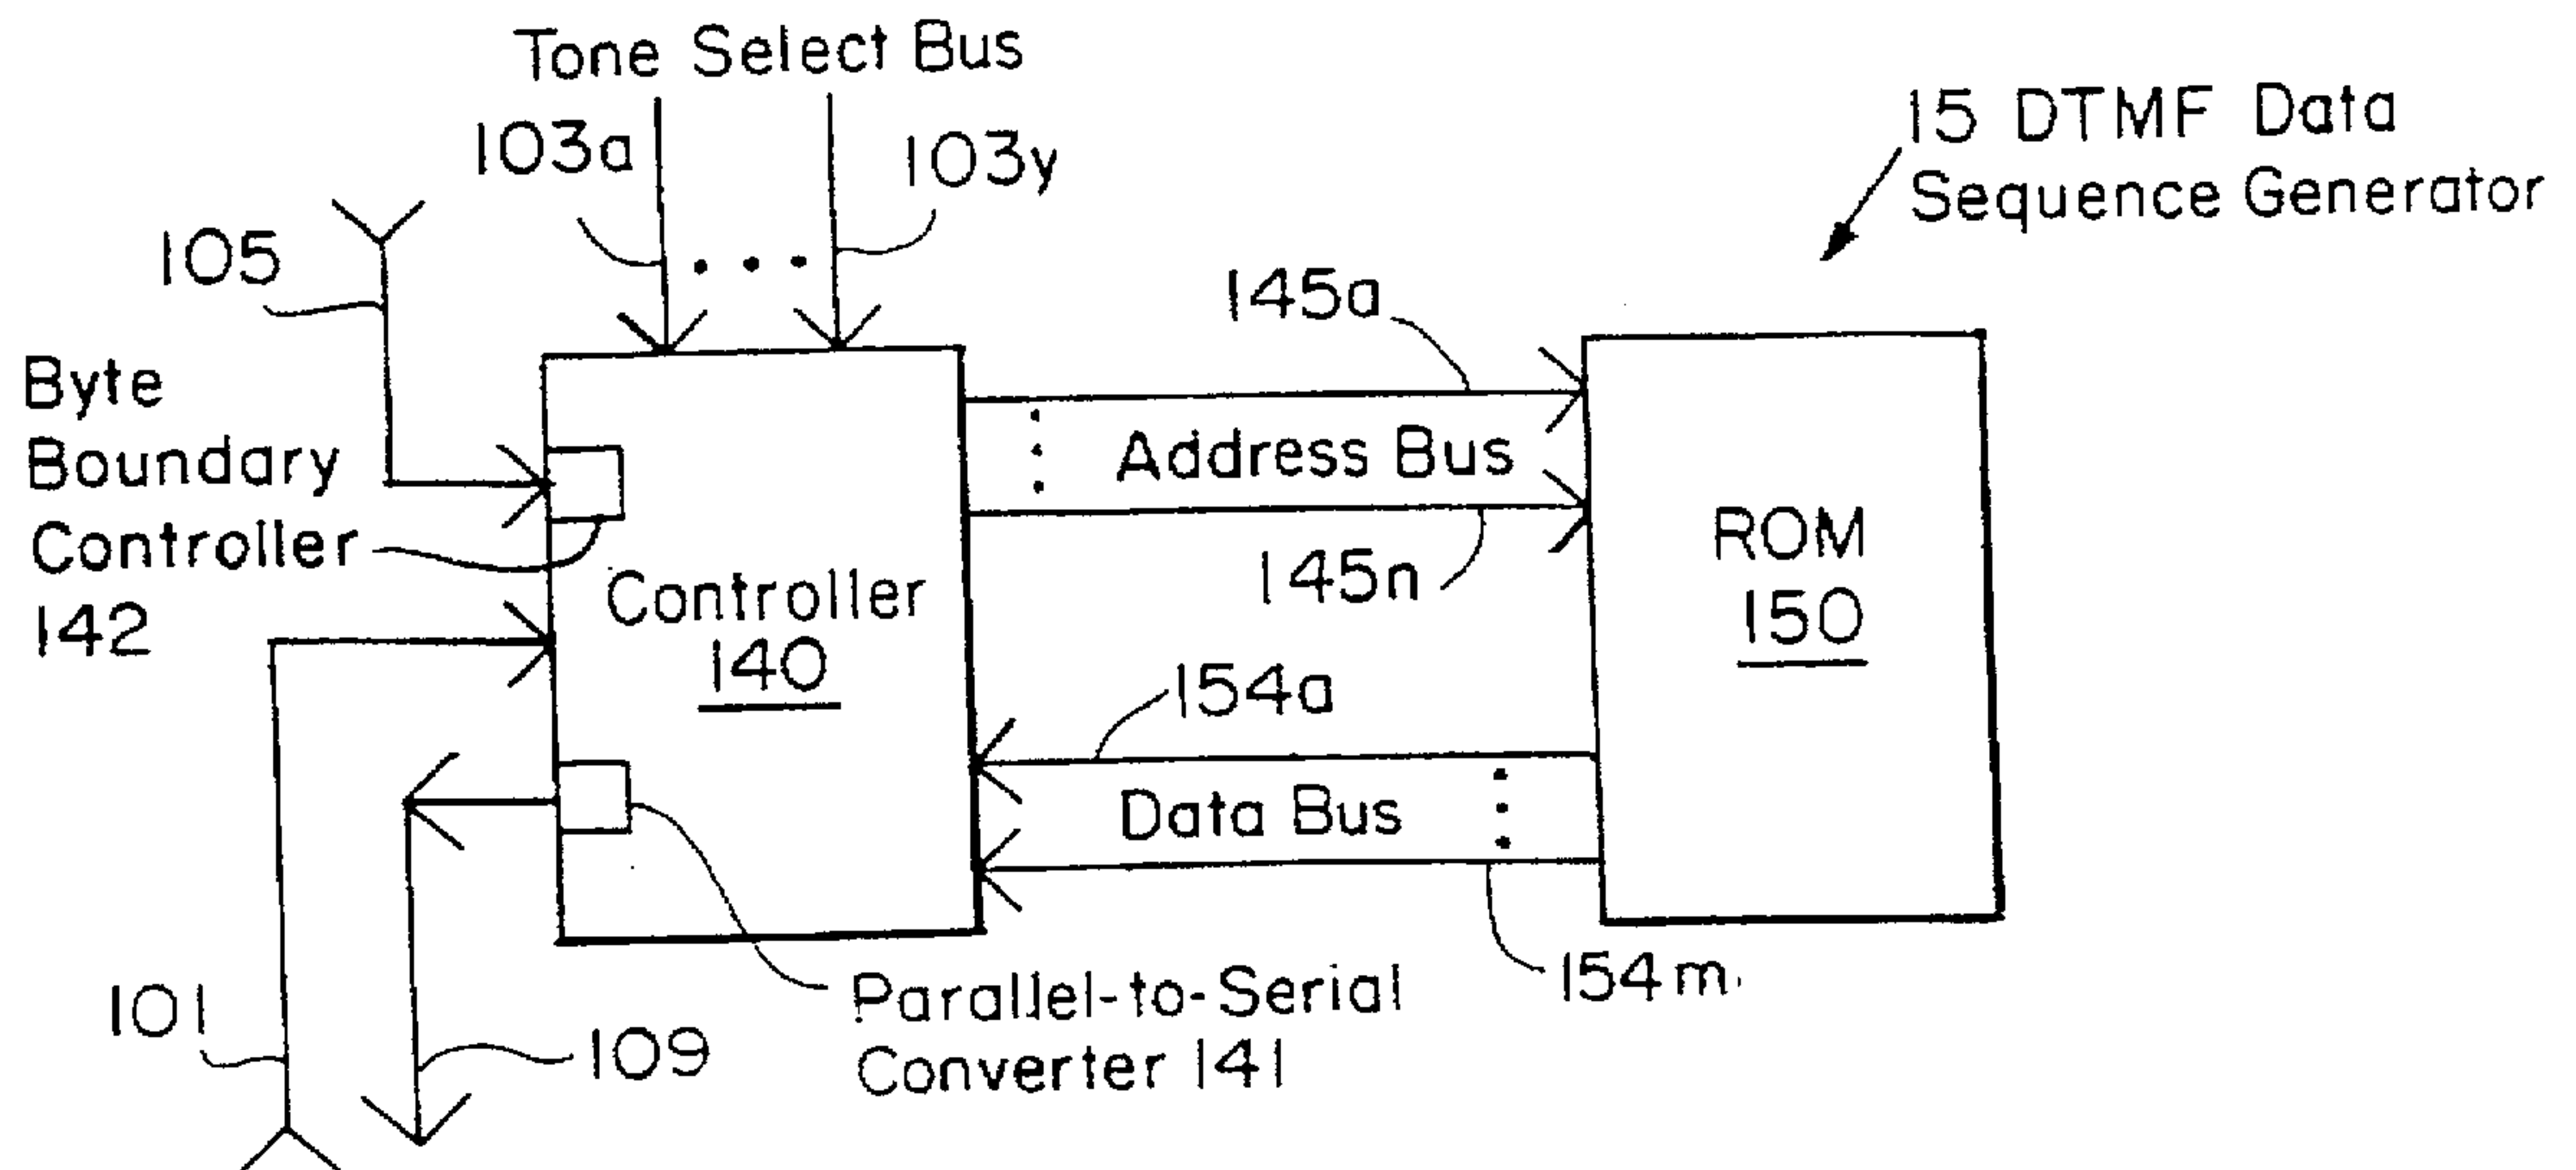 Tone Select Bus
103a
103y
15 DTMF Data
Sequence Generator
105
145a
Byte
Boundary
Controller
142
Address Bus
145n
ROM
150
Controller
140
154a
Data Bus
154m
101
109
Parallel-to-Serial
Converter 141